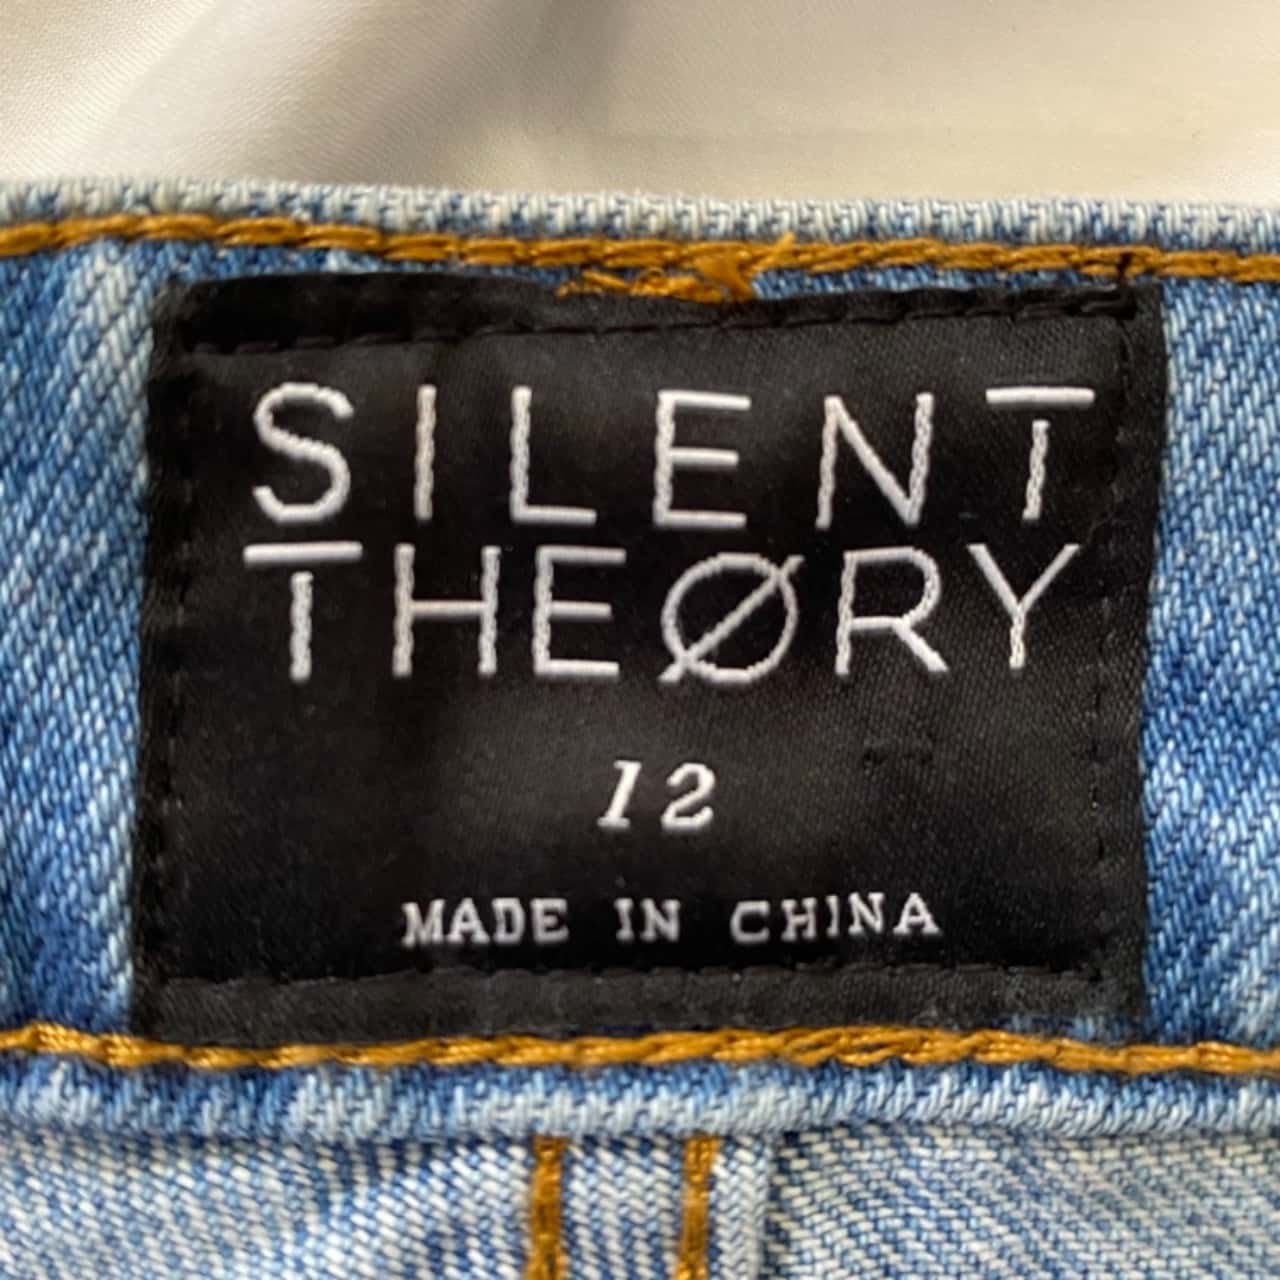 SILENT
THEØRY
12
MADE IN CHINA